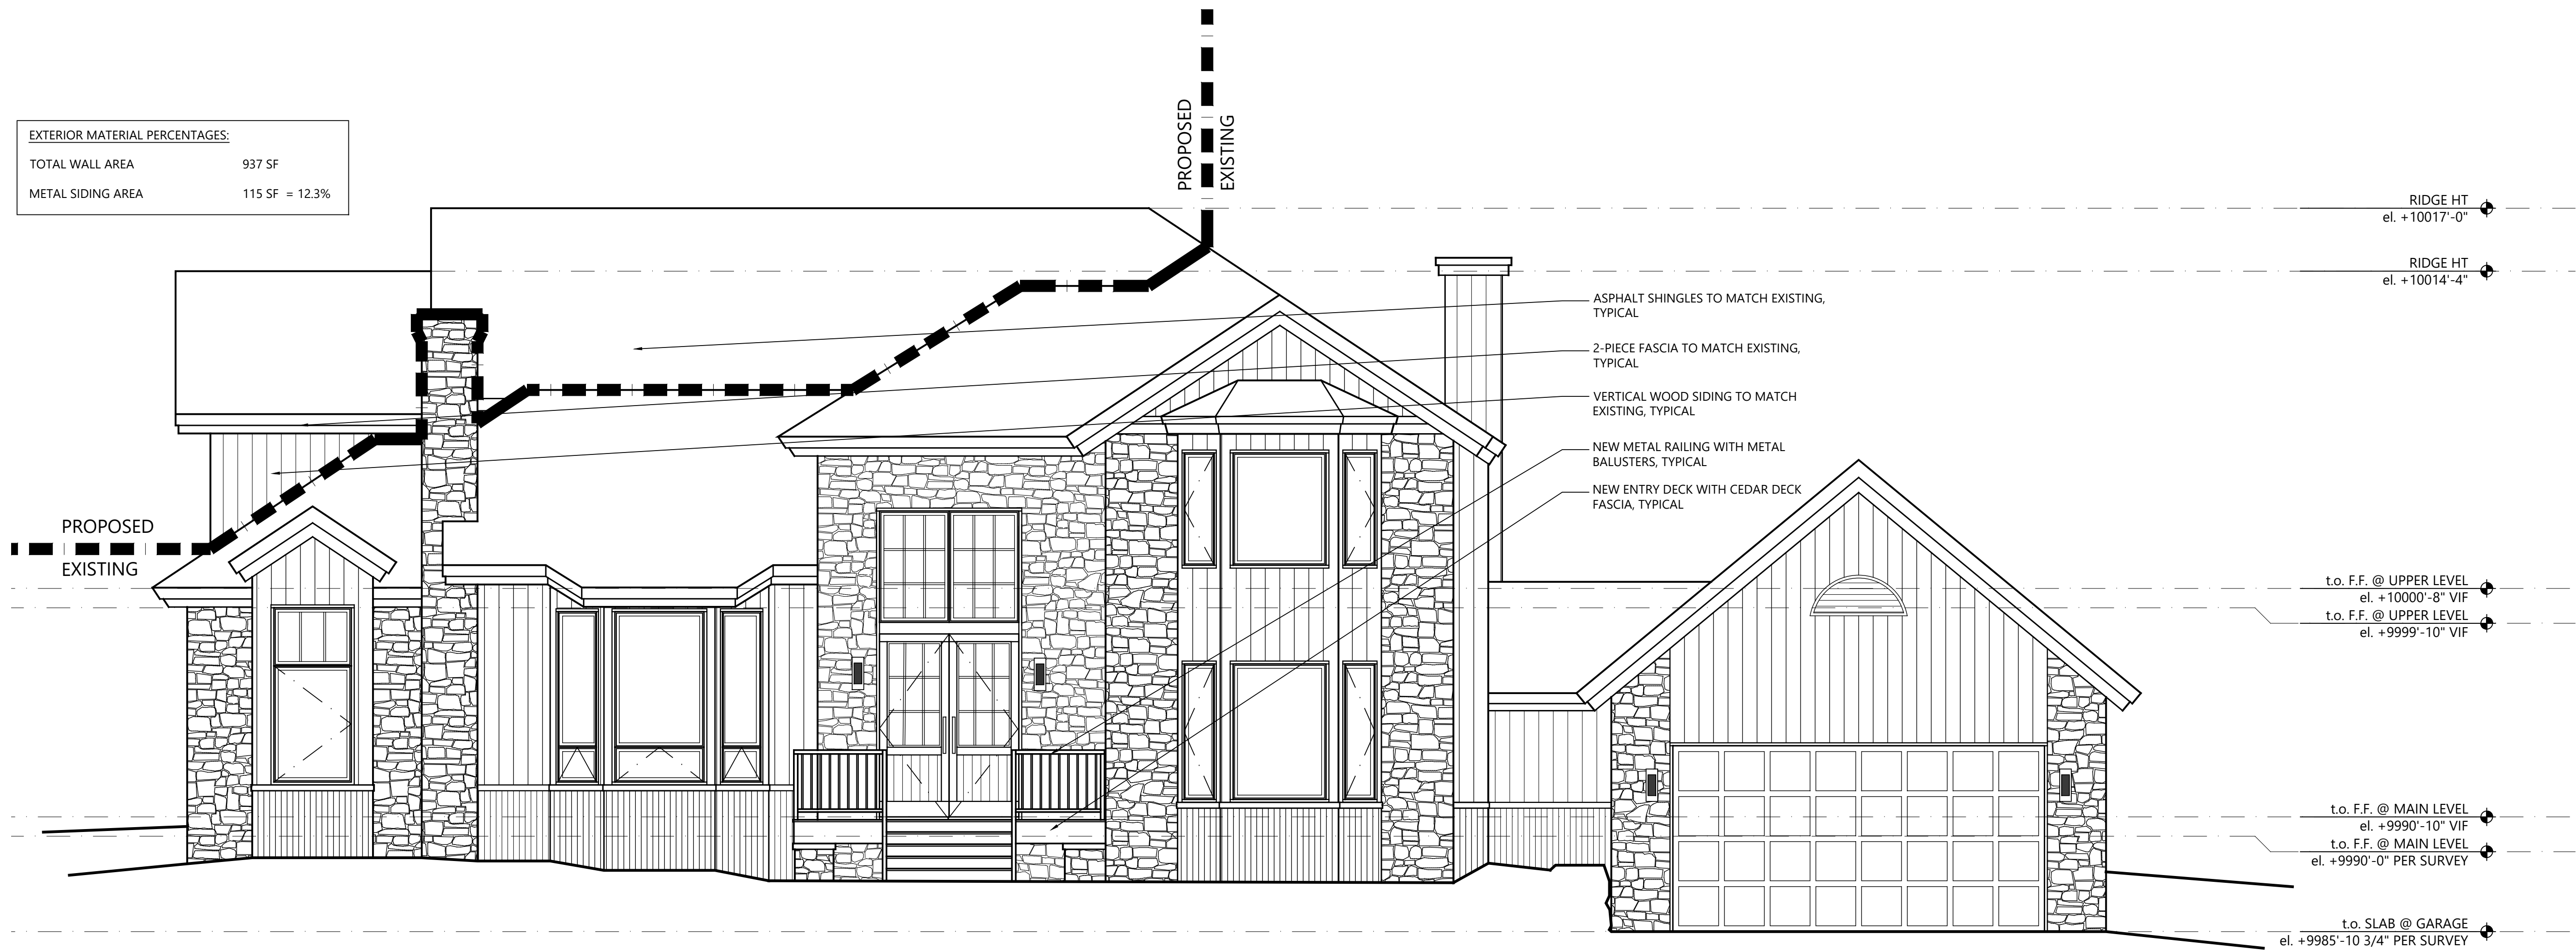 EXTERIOR MATERIAL PERCENTAGES:
TOTAL WALL AREA 937 SF
METAL SIDING AREA 115 SF = 12.3%
PROPOSED
EXISTING
PROPOSED
EXISTING
ASPHALT SHINGLES TO MATCH EXISTING,
TYPICAL
2-PIECE FASCIA TO MATCH EXISTING,
TYPICAL
VERTICAL WOOD SIDING TO MATCH
EXISTING, TYPICAL
NEW METAL RAILING WITH METAL
BALUSTERS, TYPICAL
NEW ENTRY DECK WITH CEDAR DECK
FASCIA, TYPICAL
RIDGE HT
el. +10017'-0"
RIDGE HT
el. +10014'-4"
t.o. F.F. @ UPPER LEVEL
el. +10000'-8" VIF
t.o. F.F. @ UPPER LEVEL
el. +9999'-10" VIF
t.o. F.F. @ MAIN LEVEL
el. +9990'-10" VIF
t.o. F.F. @ MAIN LEVEL
el. +9990'-0" PER SURVEY
t.o. SLAB @ GARAGE
el. +9985'-10 3/4" PER SURVEY